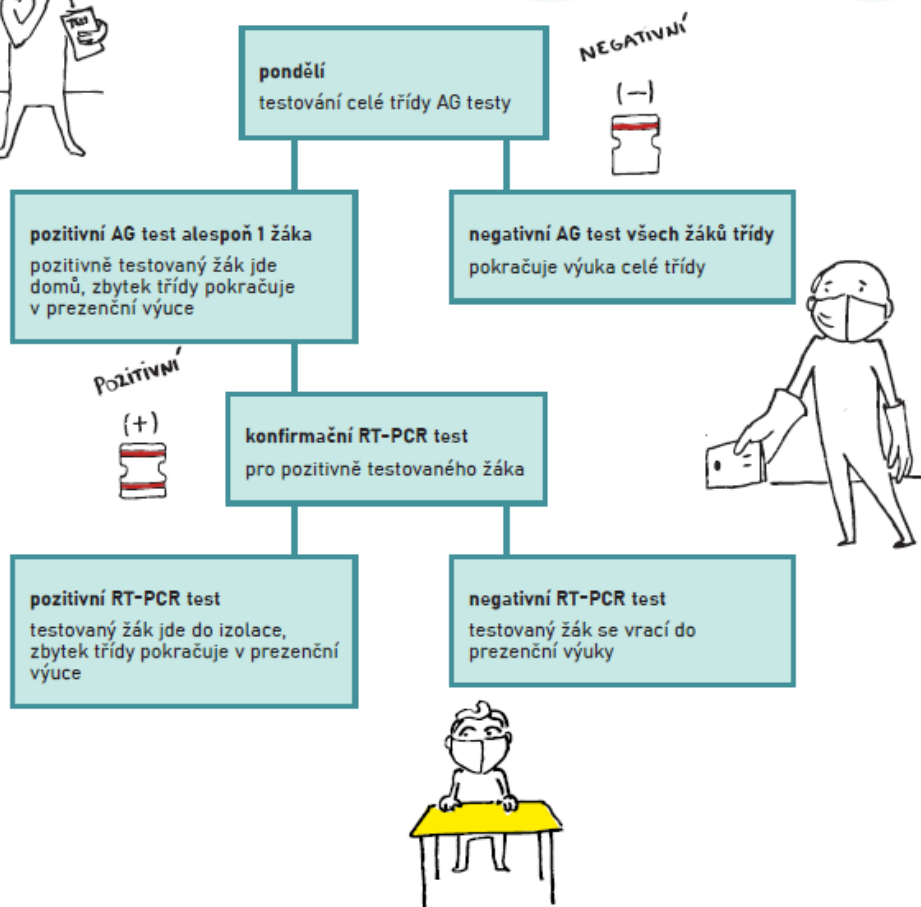 TEST
NEGATIVNÍ
(−)
pondělí
testování celé třídy AG testy
pozitivní AG test alespoň 1 žáka
pozitivně testovaný žák jde
domů, zbytek třídy pokračuje
v prezenční výuce
negativní AG test všech žáků třídy
pokračuje výuka celé třídy
POZITIVNÍ
(+)
konfirmační RT-PCR test
pro pozitivně testovaného žáka
pozitivní RT-PCR test
testovaný žák jde do izolace,
zbytek třídy pokračuje v prezenční
výuce
negativní RT-PCR test
testovaný žák se vrací do
prezenční výuky